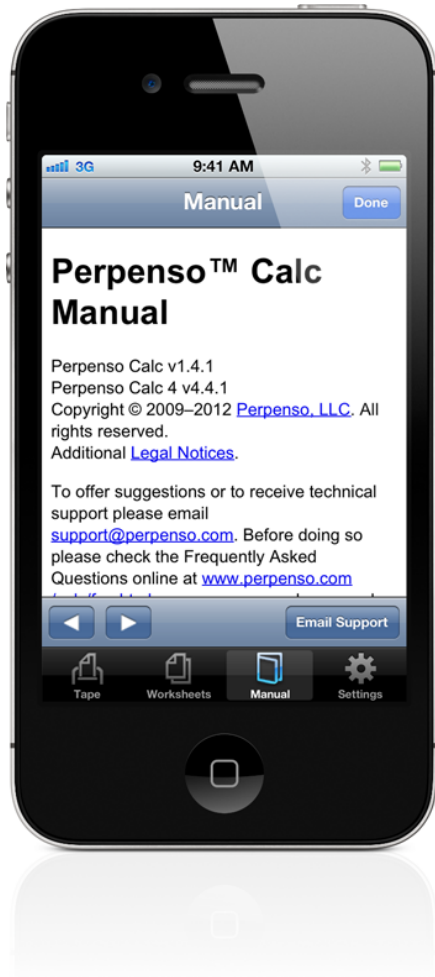 3G 9:41 AM
Manual Done
Perpenso™ Calc
Manual
Perpenso Calc v1.4.1
Perpenso Calc 4 v4.4.1
Copyright © 2009–2012 Perpenso, LLC. All
rights reserved.
Additional Legal Notices.
To offer suggestions or to receive technical
support please email
support@perpenso.com. Before doing so
please check the Frequently Asked
Questions online at www.perpenso.com
Email Support
Tape Worksheets Manual Settings